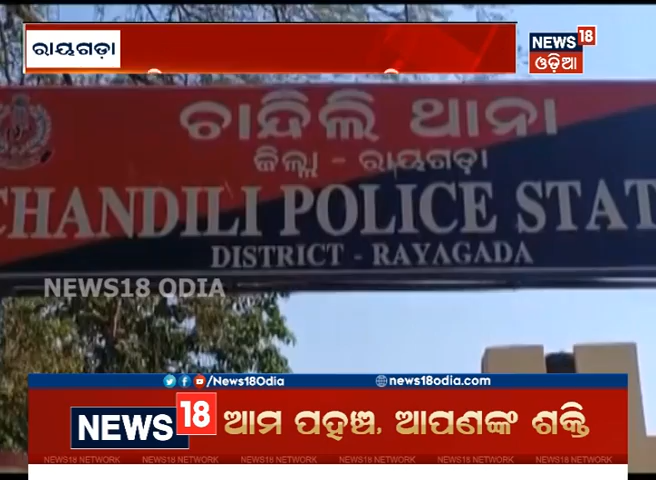 ରାୟଗଡ଼ା
NEWS18
ଓଡ଼ିଆ
ଚାନ୍ଦିଲି ଥାନା
ଜିଲ୍ଲା - ରାୟଗଡ଼ା
CHANDILI POLICE STAT
DISTRICT - RAYAGADA
NEWS18 ODIA
/News18Odia
news18odia.com
NEWS18 ଆମ ପହଞ୍ଚ, ଆପଣଙ୍କ ଶକ୍ତି
NEWS18 NETWORK NEWS18 NETWORK NEWS18 NETWORK NEWS18 NETWORK NEWS18 NETWORK NEWS18 NETWORK